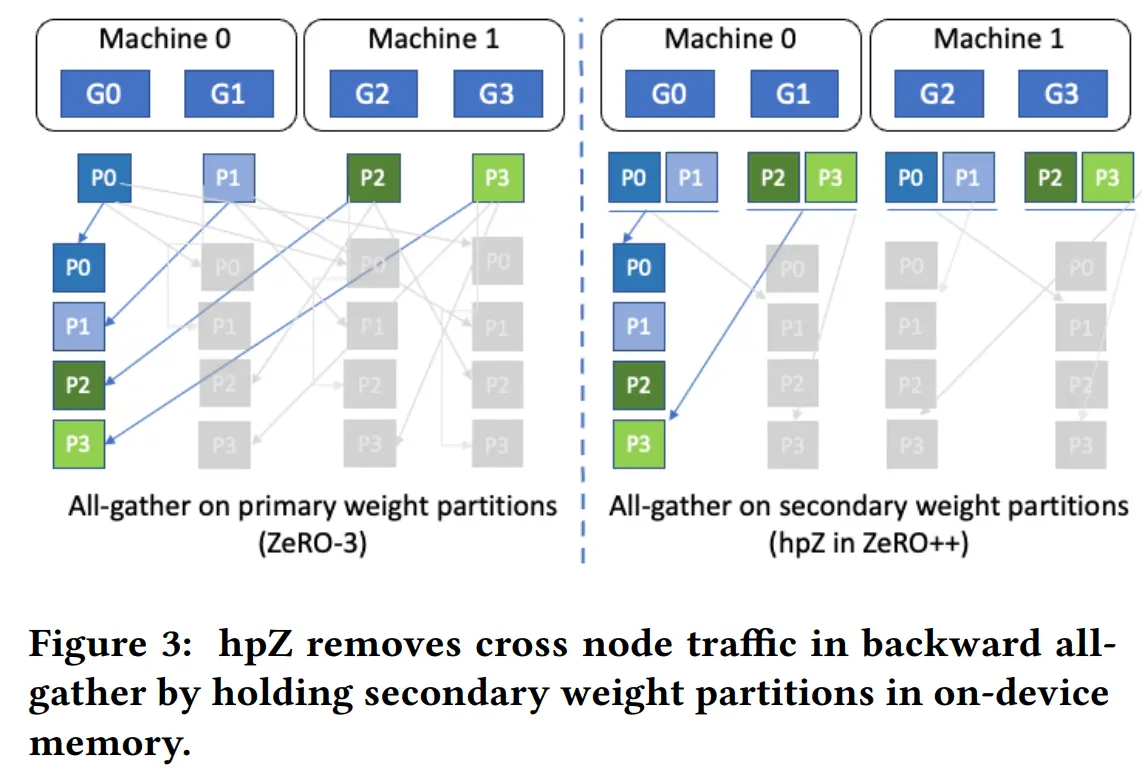 Machine 0 Machine 1 Machine 0 Machine 1
G0 G1 G2 G3 G0 G1 G2 G3
P0 P1 P2 P3 P0 P1 P2 P3 P0 P1 P2 P3
P0 P0 P0 P0 P0 P0 P0 P0
P1 P1 P1 P1 P1 P1 P1 P1
P2 P2 P2 P2 P2 P2 P2 P2
P3 P3 P3 P3 P3 P3 P3 P3
All-gather on primary weight partitions
(ZeRO-3)
All-gather on secondary weight partitions
(hpZ in ZeRO++)
Figure 3: hpZ removes cross node traffic in backward all-
gather by holding secondary weight partitions in on-device
memory.